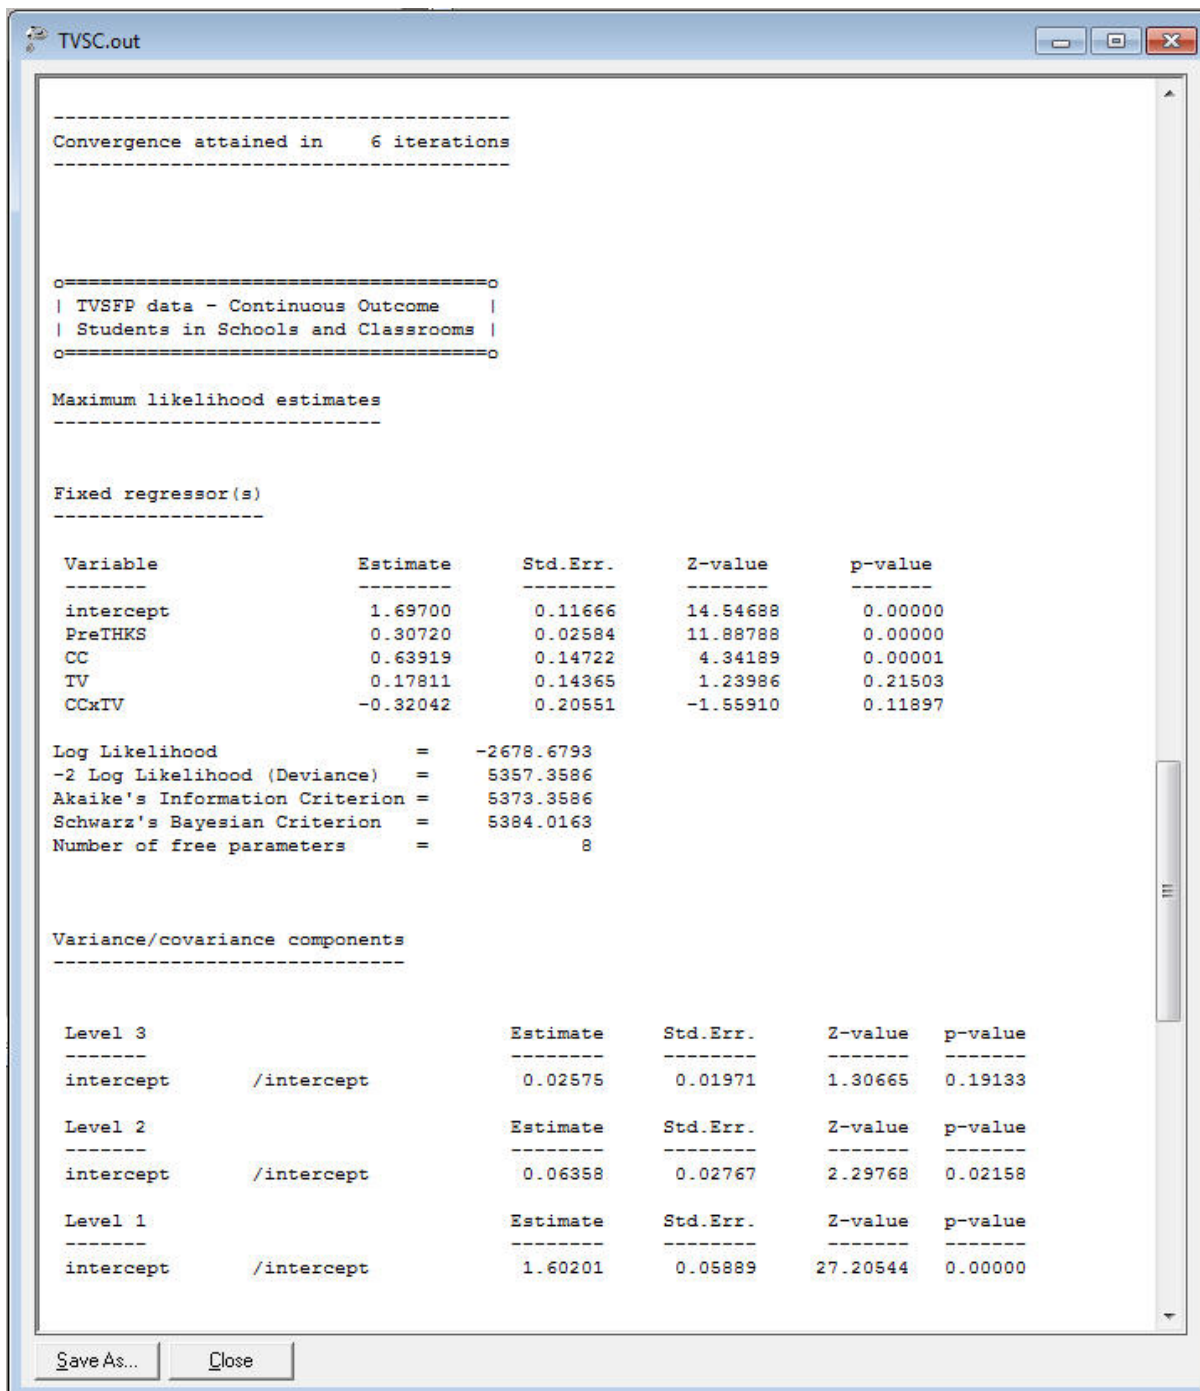 TVSC.out
---------------------------------------
Convergence attained in    6 iterations
---------------------------------------
o====================================o
| TVSFP data - Continuous Outcome    |
| Students in Schools and Classrooms |
o====================================o
Maximum likelihood estimates
----------------------------
Fixed regressor(s)
------------------
Variable Estimate Std.Err. Z-value p-value
------- -------- -------- ------- -------
intercept 1.69700 0.11666 14.54688 0.00000
PreTHKS 0.30720 0.02584 11.88788 0.00000
CC 0.63919 0.14722 4.34189 0.00001
TV 0.17811 0.14365 1.23986 0.21503
CCxTV -0.32042 0.20551 -1.55910 0.11897
Log Likelihood = -2678.6793
-2 Log Likelihood (Deviance) = 5357.3586
Akaike's Information Criterion = 5373.3586
Schwarz's Bayesian Criterion = 5384.0163
Number of free parameters = 8
Variance/covariance components
------------------------------
Level 3 Estimate Std.Err. Z-value p-value
------- -------- -------- ------- -------
intercept /intercept 0.02575 0.01971 1.30665 0.19133
Level 2 Estimate Std.Err. Z-value p-value
------- -------- -------- ------- -------
intercept /intercept 0.06358 0.02767 2.29768 0.02158
Level 1 Estimate Std.Err. Z-value p-value
------- -------- -------- ------- -------
intercept /intercept 1.60201 0.05889 27.20544 0.00000
Save As... Close